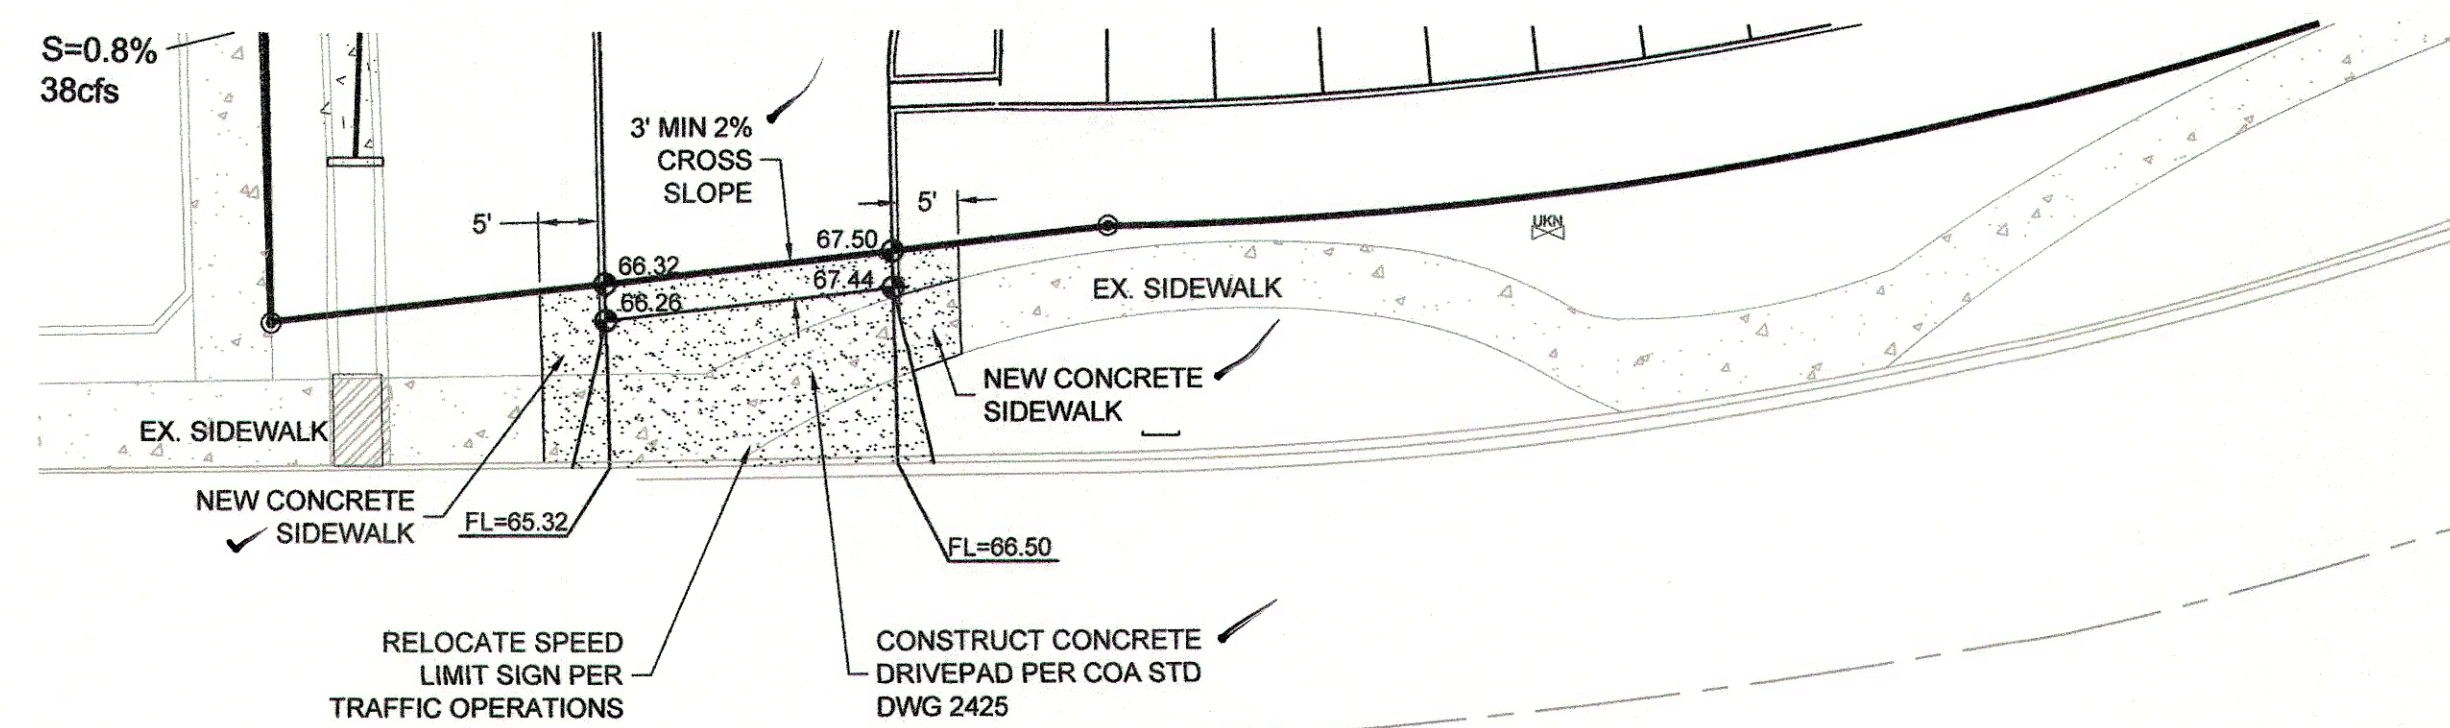 S=0.8%
38cfs
3' MIN 2%
CROSS
SLOPE
5'
5'
67.50
66.32
67.44
66.26
UKN
EX. SIDEWALK
NEW CONCRETE
SIDEWALK
EX. SIDEWALK
NEW CONCRETE
SIDEWALK
FL=65.32
FL=66.50
RELOCATE SPEED
LIMIT SIGN PER
TRAFFIC OPERATIONS
CONSTRUCT CONCRETE
DRIVEPAD PER COA STD
DWG 2425